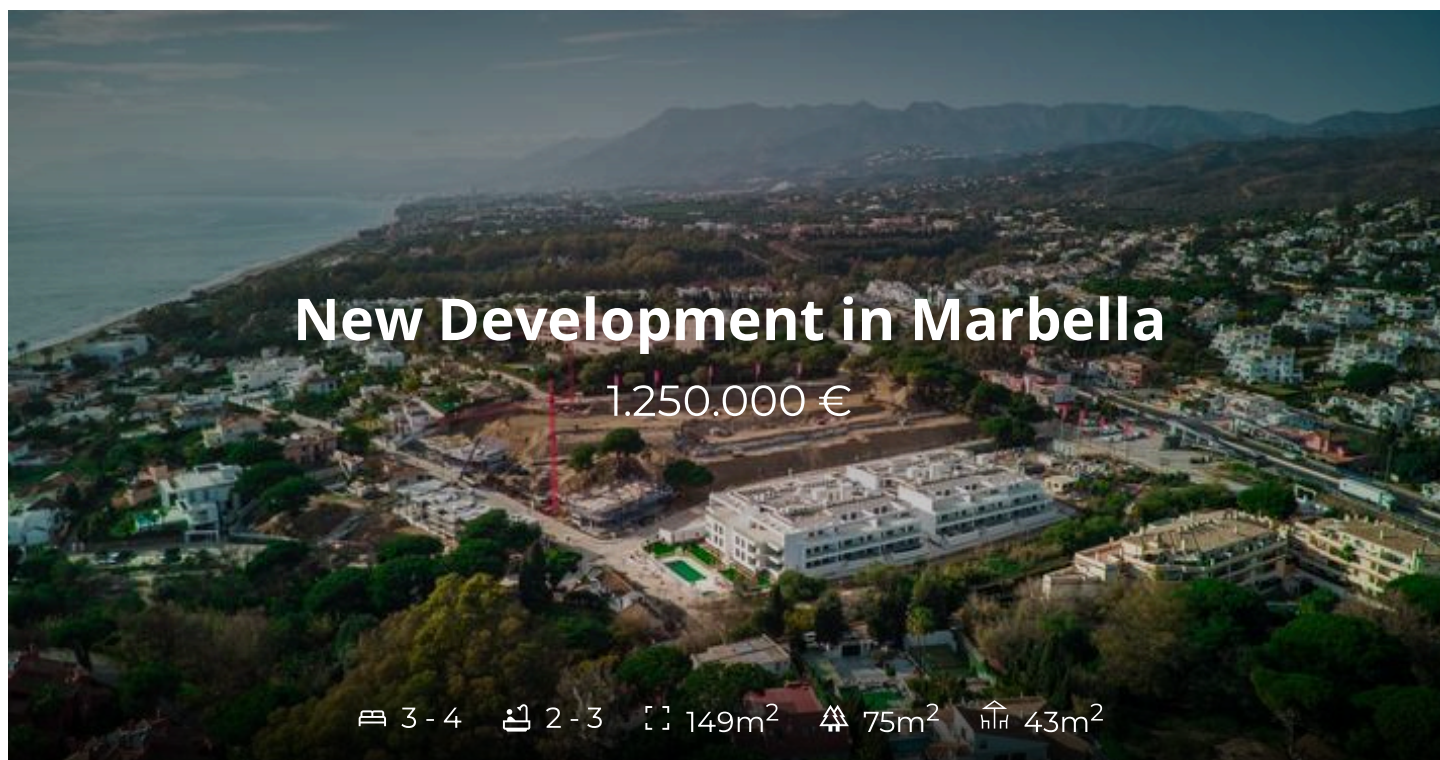 New Development in Marbella
1.250.000 €
3 - 4 2 - 3 149m² 75m² 43m²